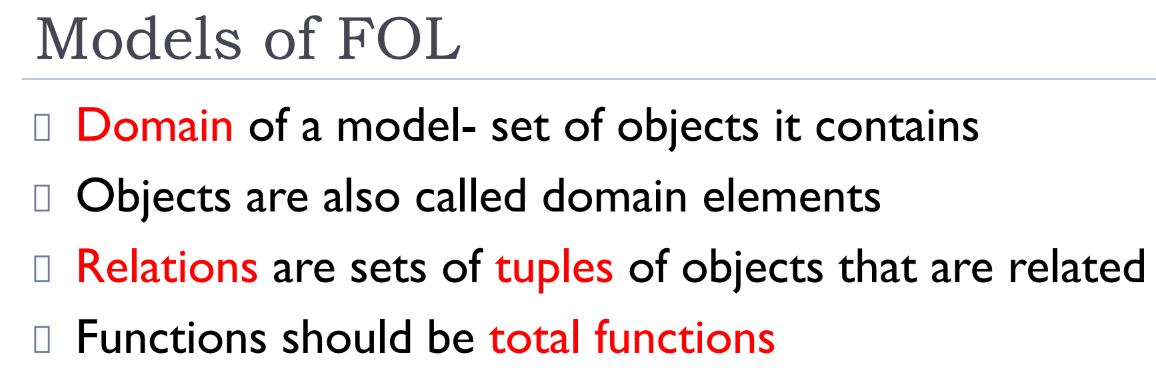 Models of FOL
Domain of a model- set of objects it contains
Objects are also called domain elements
Relations are sets of tuples of objects that are related
Functions should be total functions